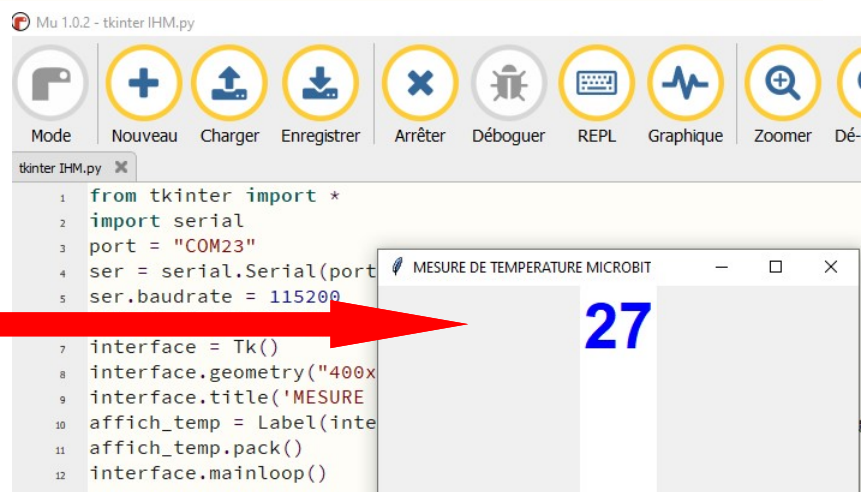 Mu 1.0.2 - tkinter IHM.py
Mode Nouveau Charger Enregistrer Arrêter Déboguer REPL Graphique Zoomer Dé-
tkinter IHM.py
1 from tkinter import *
2 import serial
3 port = "COM23"
4 ser = serial.Serial(port
5 ser.baudrate = 115200
7 interface = Tk()
8 interface.geometry("400x
9 interface.title('MESURE
10 affich_temp = Label(inte
11 affich_temp.pack()
12 interface.mainloop()
MESURE DE TEMPERATURE MICROBIT
27